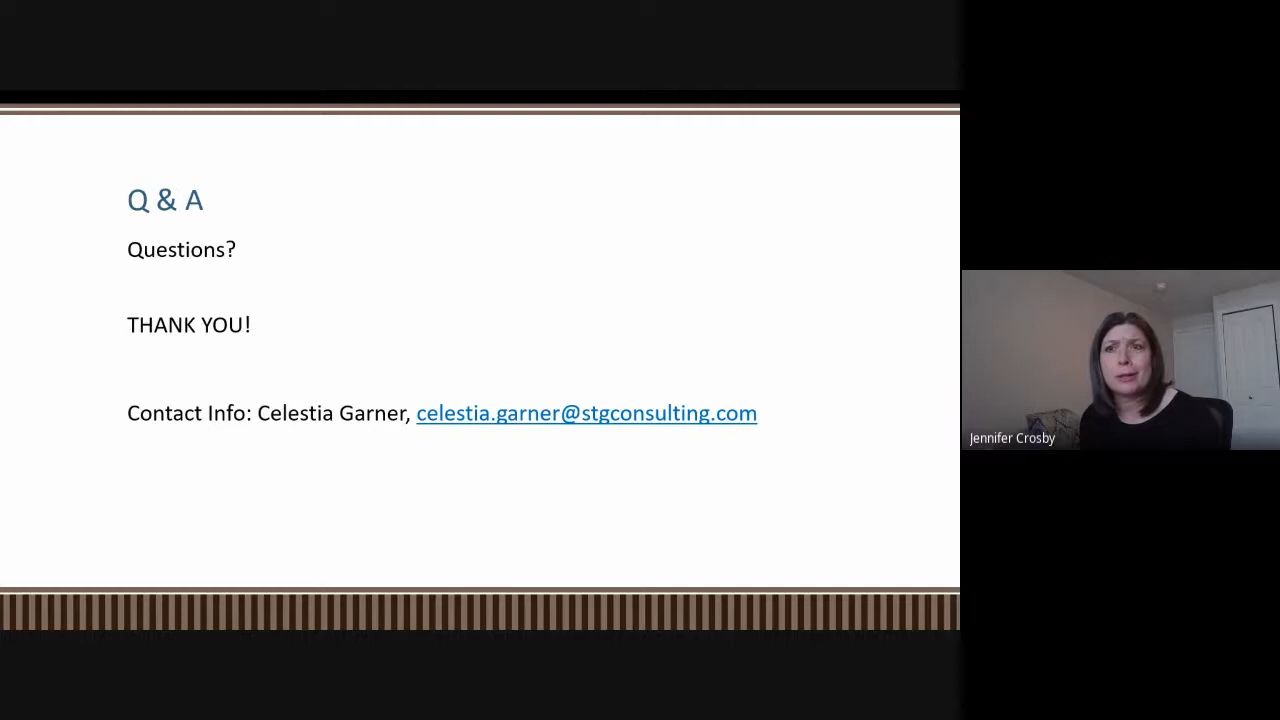 Q & A
Questions?
THANK YOU!
Contact Info: Celestia Garner, celestia.garner@stgconsulting.com
Jennifer Crosby